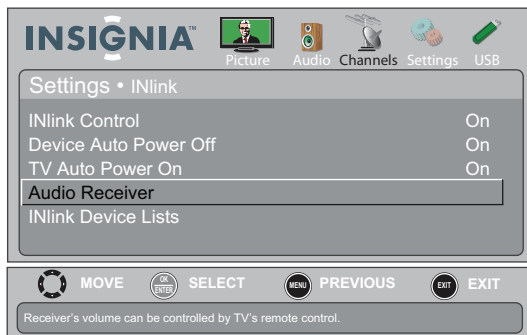 INSIGNIA™
Picture Audio Channels Settings USB
Settings • INlink
INlink Control On
Device Auto Power Off On
TV Auto Power On On
Audio Receiver
INlink Device Lists
MOVE OK ENTER SELECT MENU PREVIOUS EXIT EXIT
Receiver's volume can be controlled by TV's remote control.